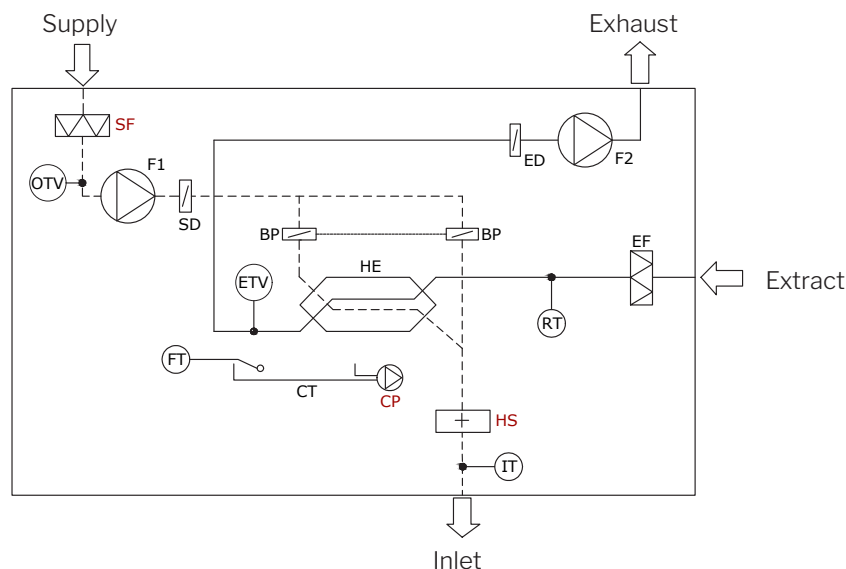 Supply
Exhaust
SF
F1
OTV
SD
ED
F2
BP
BP
EF
HE
ETV
Extract
RT
FT
CT
CP
HS
IT
Inlet